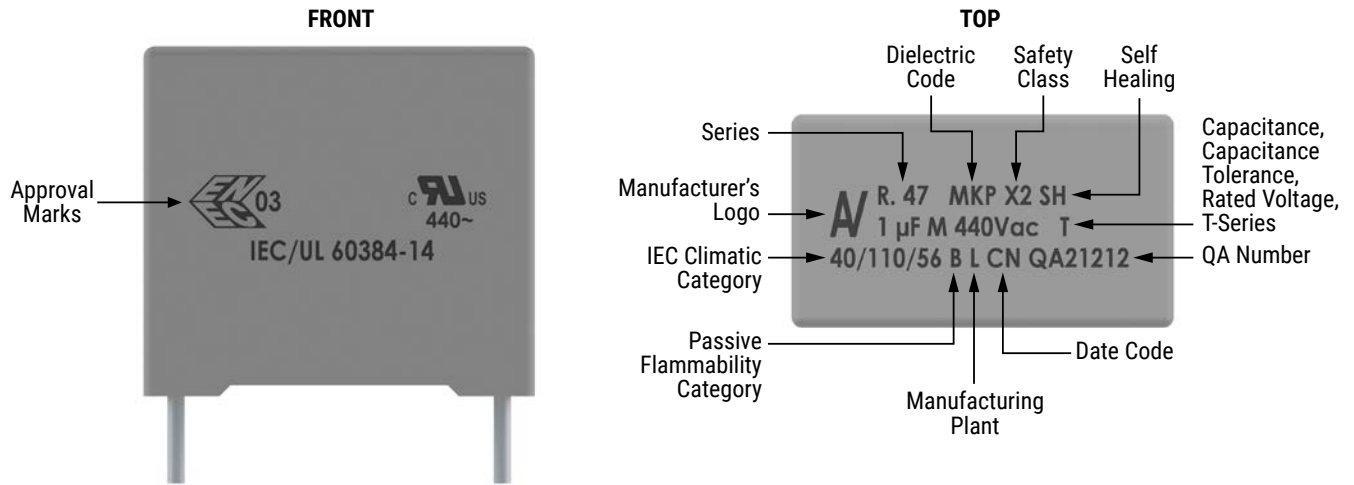 FRONT
Approval
Marks
ENEC 03
C RU US
440~
IEC/UL 60384-14
TOP
Dielectric
Code
Safety
Class
Self
Healing
Series
Manufacturer's
Logo
IEC Climatic
Category
Passive
Flammability
Category
Manufacturing
Plant
Date Code
QA Number
Capacitance,
Capacitance
Tolerance,
Rated Voltage,
T-Series
R. 47 MKP X2 SH
1 µF M 440Vac T
40/110/56 B L CN QA21212